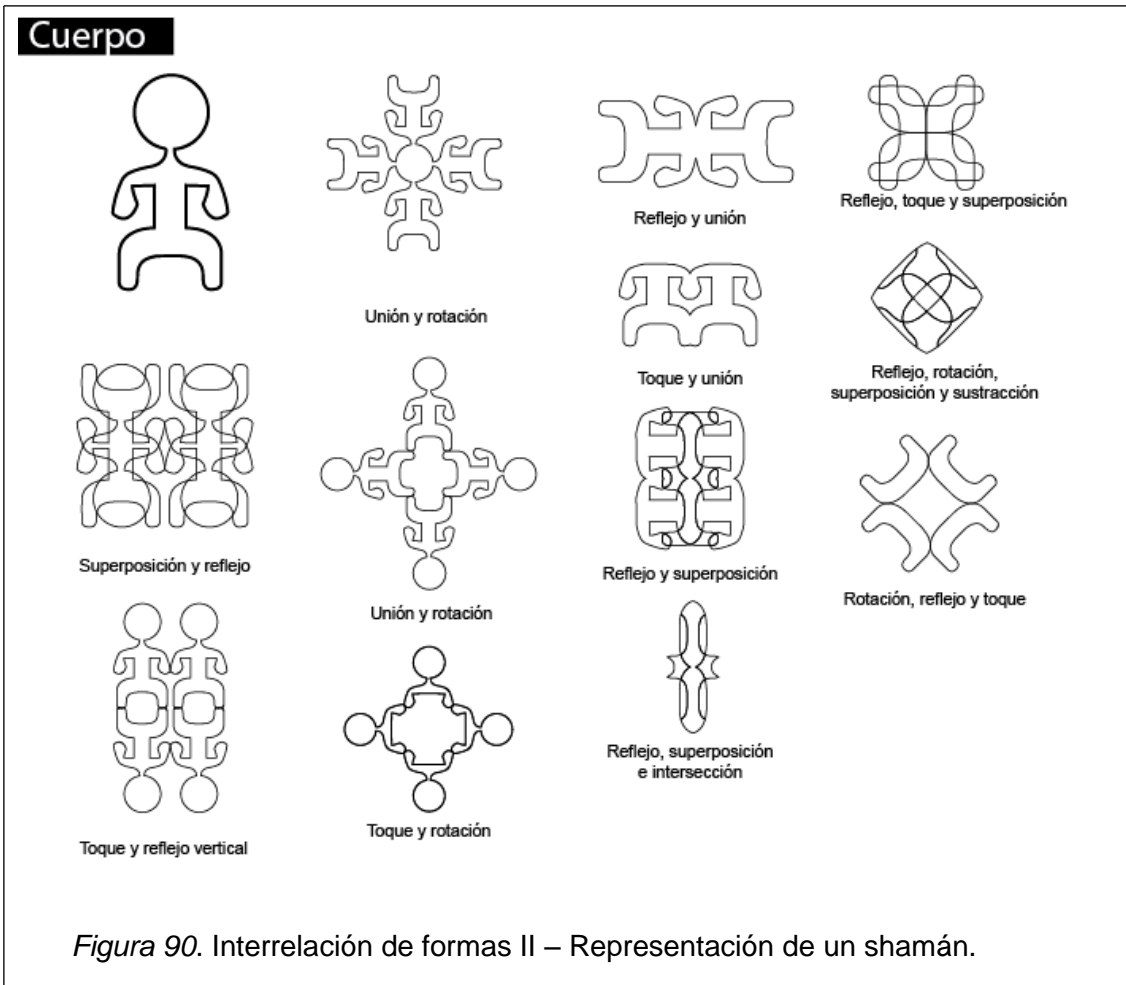 Cuerpo
Unión y rotación
Reflejo y unión
Reflejo, toque y superposición
Toque y unión
Reflejo, rotación,
superposición y sustracción
Superposición y reflejo
Unión y rotación
Reflejo y superposición
Rotación, reflejo y toque
Reflejo, superposición
e intersección
Toque y rotación
Toque y reflejo vertical
Figura 90. Interrelación de formas II – Representación de un shamán.